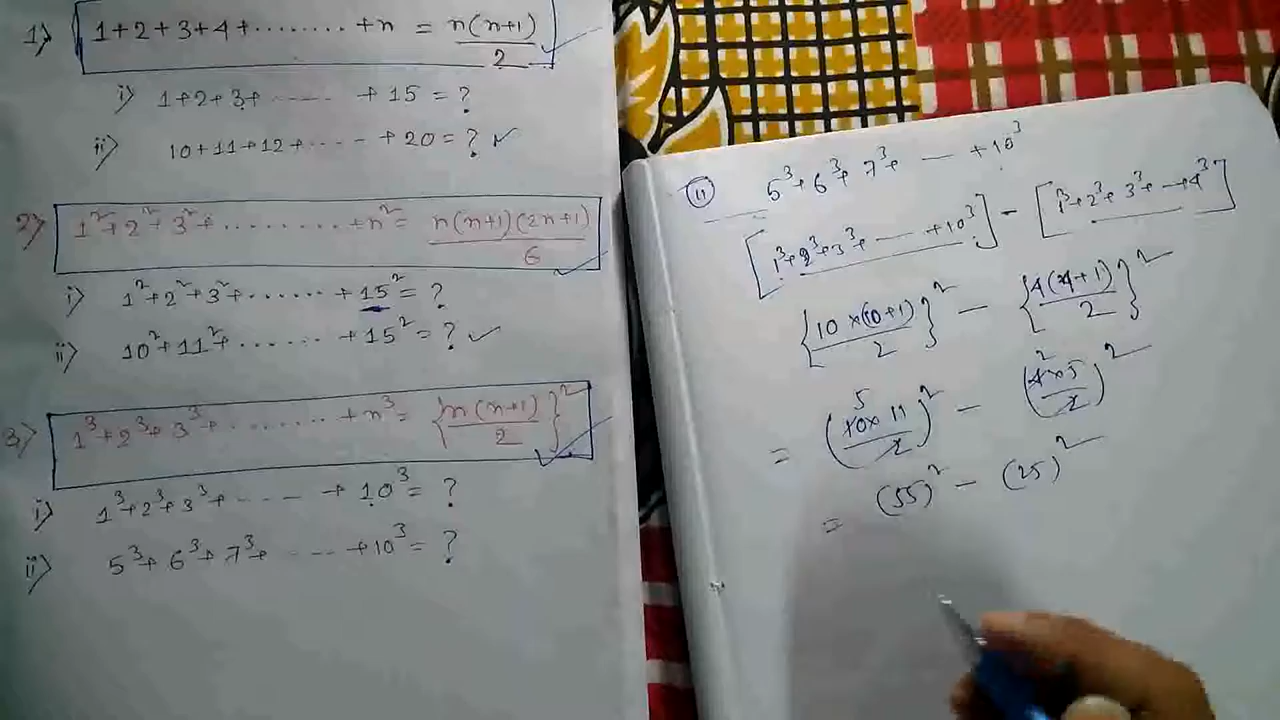 1) 1+2+3+4+........+n = n(n+1)/2
i) 1+2+3+ ..... +15 = ?
ii) 10+11+12+..... +20 = ? ✓
2) 1²+2²+3²+........+n² = n(n+1)(2n+1)/6
i) 1²+2²+3²+......+15² = ?
ii) 10²+11²+......+15² = ? ✓
3) 1³+2³+3³+........+n³ = {n(n+1)/2}²
i) 1³+2³+3³+ - - - - +10³ = ?
ii) 5³+6³+7³+ - - - - +10³ = ?
(ii) 5³+6³+7³+ - - - +10³
[1³+2³+3³+ - - - +10³] - [1³+2³+3³+ - +4³]
{10×(10+1)/2}² - {4(4+1)/2}²
= (10×11/2)² - (4×5/2)²
5 2
= (55)² - (25)²